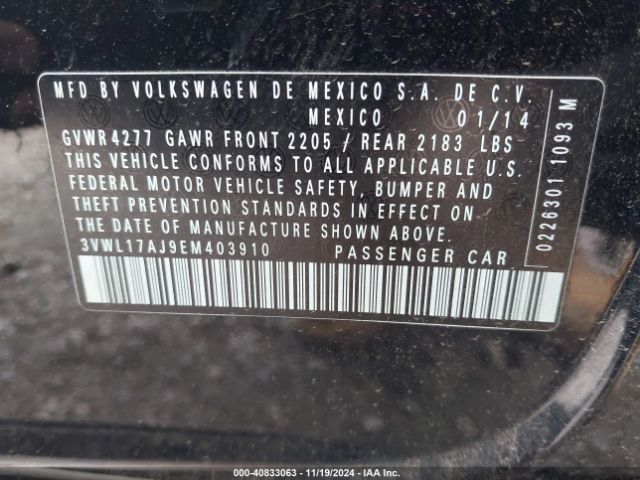 MFD BY VOLKSWAGEN DE MEXICO S.A. DE C.V.
MEXICO 01/14
GVWR4277 GAWR FRONT 2205 / REAR 2183 LBS
THIS VEHICLE CONFORMS TO ALL APPLICABLE U.S.
FEDERAL MOTOR VEHICLE SAFETY, BUMPER AND
THEFT PREVENTION STANDARDS IN EFFECT ON
THE DATE OF MANUFACTURE SHOWN ABOVE.
3VWL17AJ9EM403910 PASSENGER CAR
0226301 1093 M
000-40833063 - 11/19/2024 - IAA Inc.